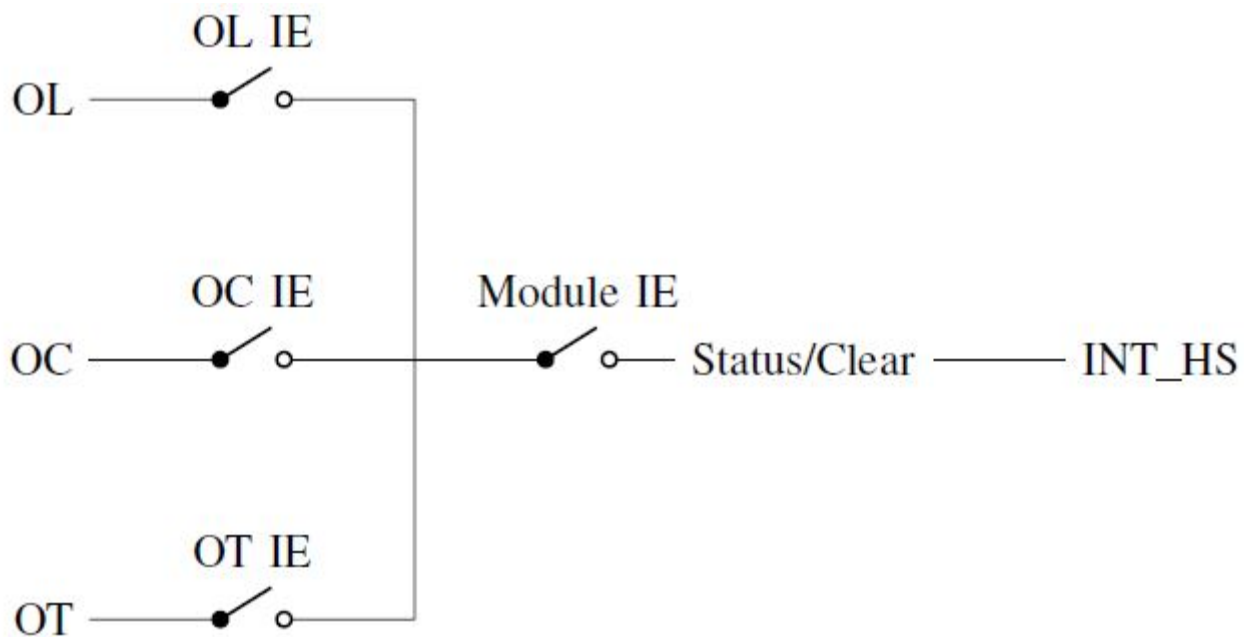 OL IE
OL
OC IE
Module IE
OC
Status/Clear
INT_HS
OT IE
OT